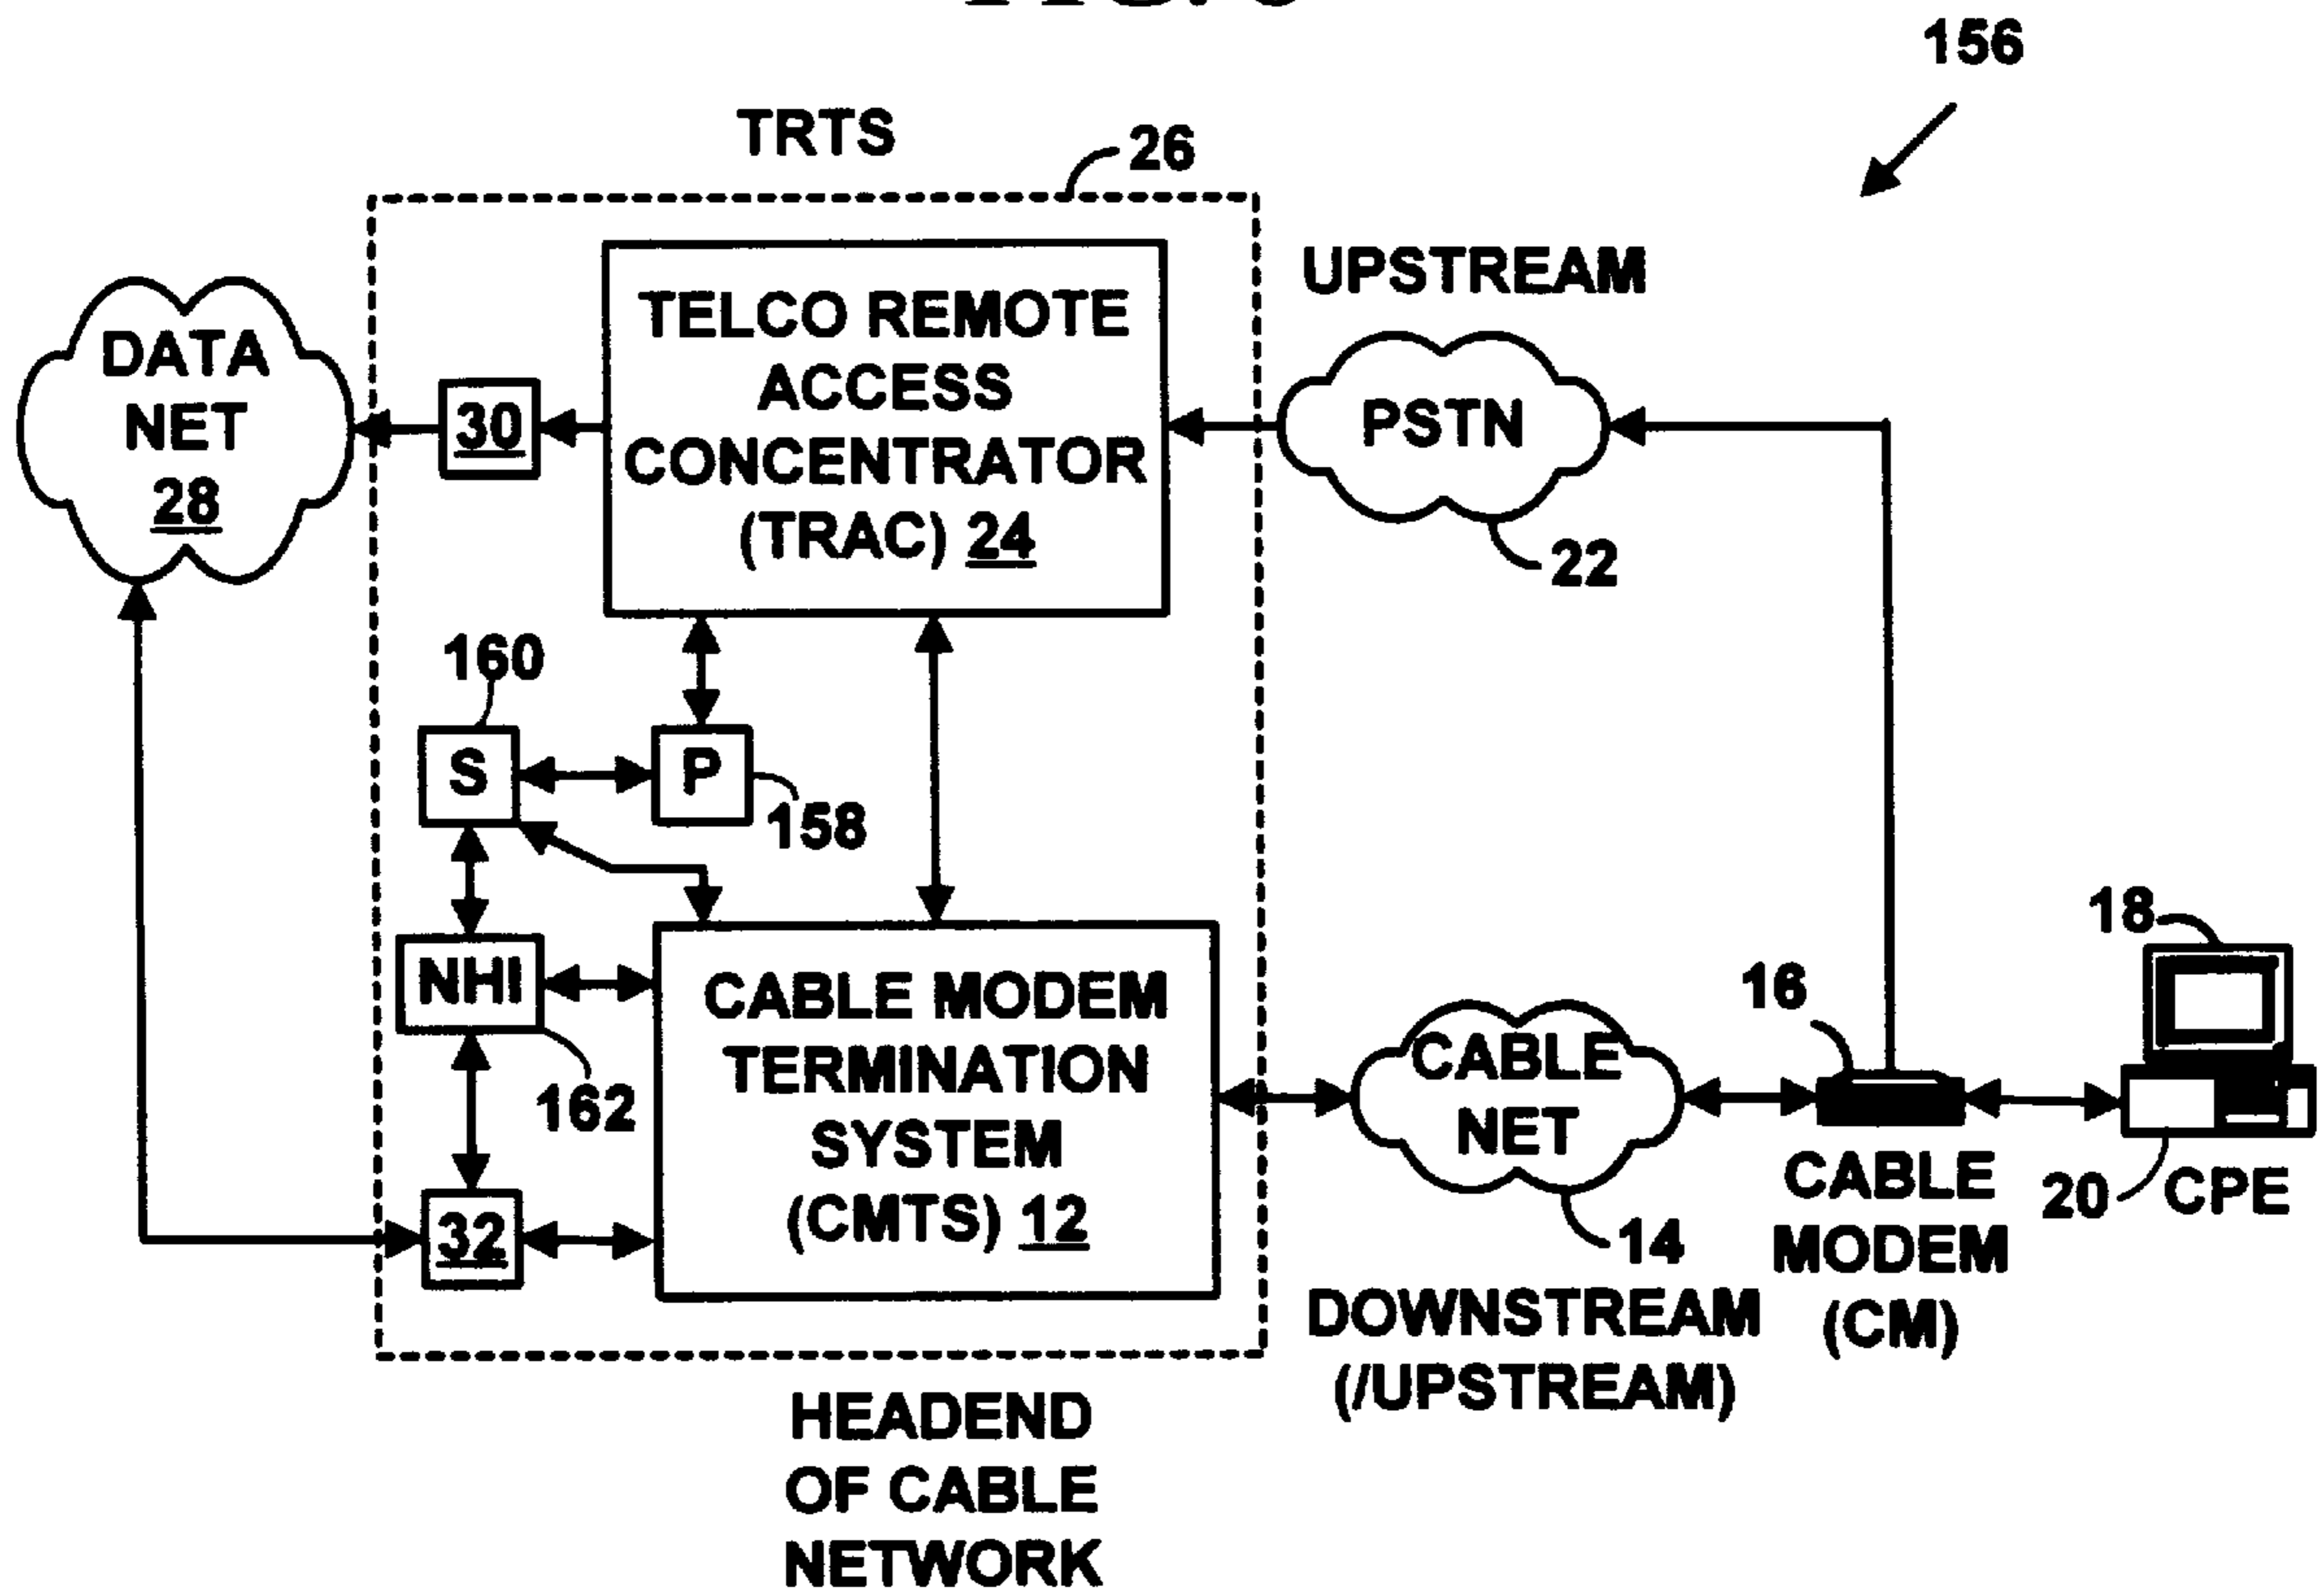 156
TRTS
26
UPSTREAM
TELCO REMOTE
ACCESS
CONCENTRATOR
(TRAC) 24
DATA
NET
28
30
PSTN
22
160
S
P
158
NHI
162
32
CABLE MODEM
TERMINATION
SYSTEM
(CMTS) 12
CABLE
NET
14
DOWNSTREAM
(/UPSTREAM)
16
CABLE
MODEM
(CM)
18
20
CPE
HEADEND
OF CABLE
NETWORK